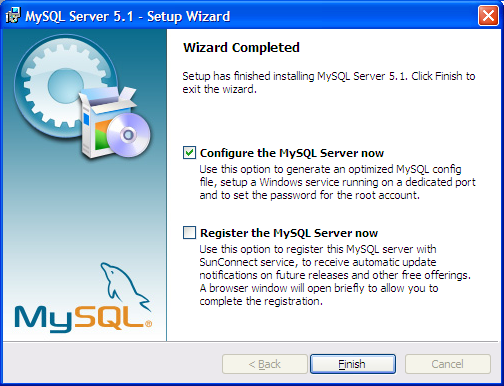 MySQL Server 5.1 - Setup Wizard
Wizard Completed
Setup has finished installing MySQL Server 5.1. Click Finish to
exit the wizard.
Configure the MySQL Server now
Use this option to generate an optimized MySQL config
file, setup a Windows service running on a dedicated port
and to set the password for the root account.
Register the MySQL Server now
Use this option to register this MySQL server with
SunConnect service, to receive automatic update
notifications on future releases and other free offerings.
A browser window will open briefly to allow you to
complete the registration.
MySQL®
< Back
Finish
Cancel